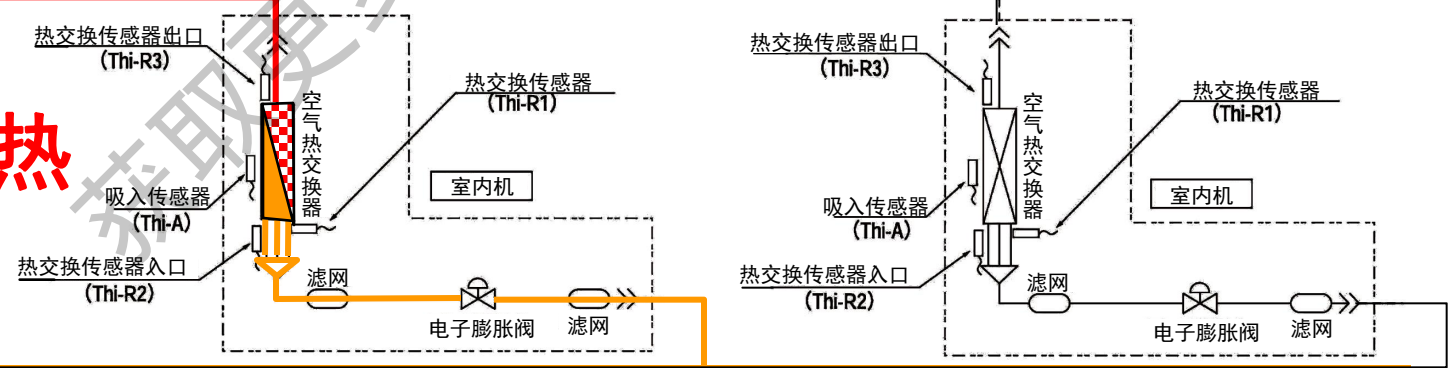 热交换传感器出口
(Thi-R3)
热交换传感器
(Thi-R1)
空气热交换器
热
吸入传感器
(Thi-A)
室内机
热交换传感器入口
(Thi-R2)
滤网
电子膨胀阀
滤网
获取更
热交换传感器出口
(Thi-R3)
热交换传感器
(Thi-R1)
空气热交换器
吸入传感器
(Thi-A)
室内机
热交换传感器入口
(Thi-R2)
滤网
电子膨胀阀
滤网